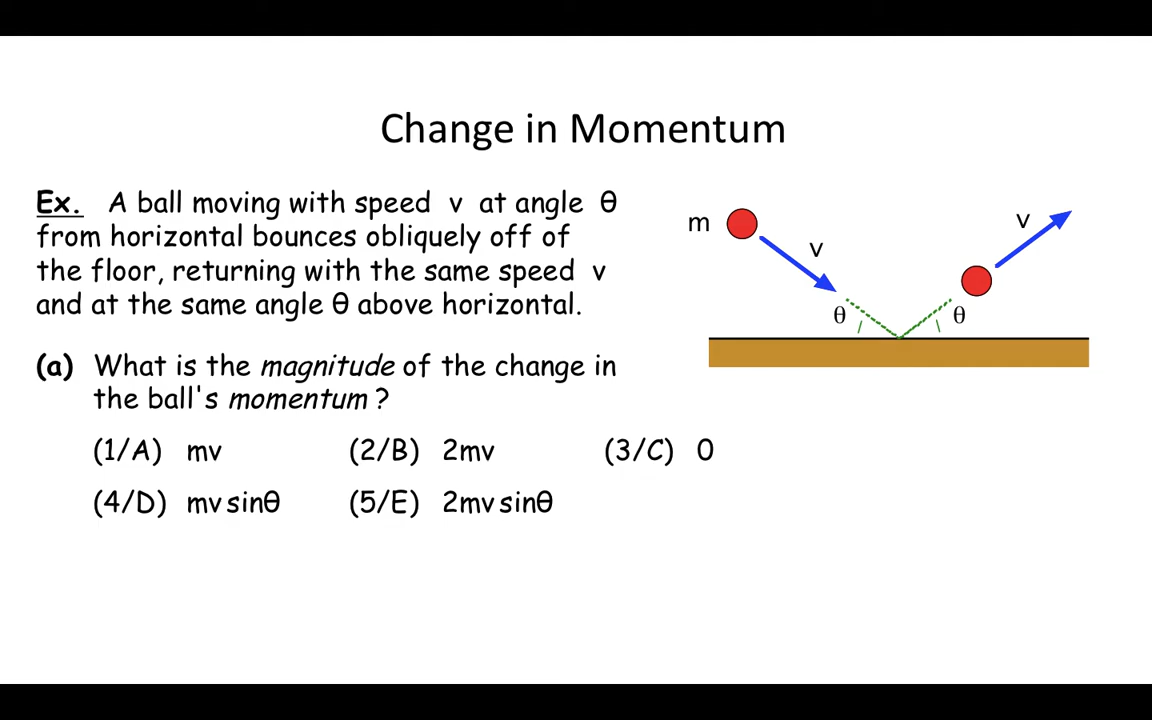 Change in Momentum
Ex. A ball moving with speed v at angle θ
from horizontal bounces obliquely off of
the floor, returning with the same speed v
and at the same angle θ above horizontal.
m
v
v
θ
θ
(a) What is the magnitude of the change in
the ball's momentum ?
(1/A) mv (2/B) 2mv (3/C) 0
(4/D) mv sinθ (5/E) 2mv sinθ